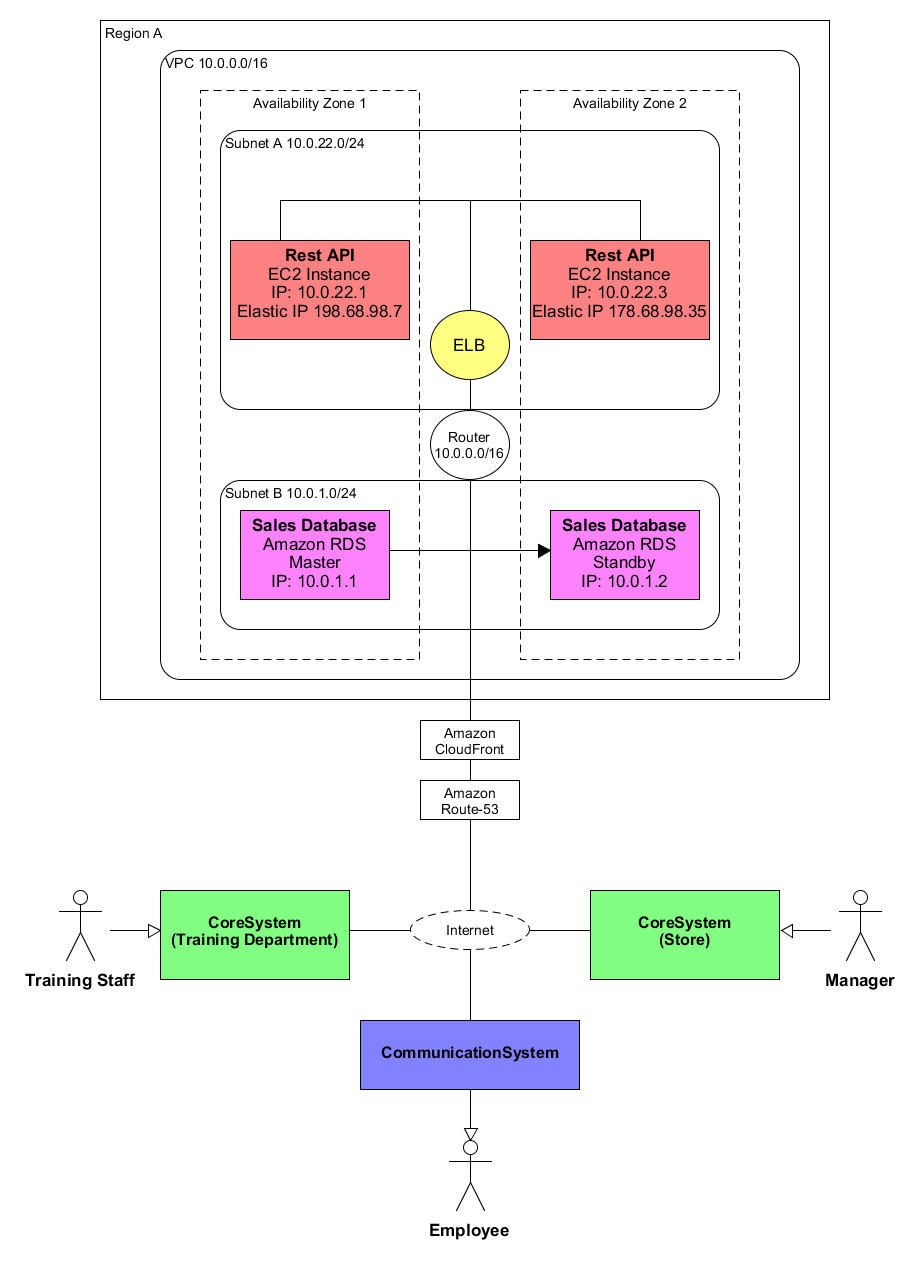 Region A
VPC 10.0.0.0/16
Availability Zone 1
Availability Zone 2
Subnet A 10.0.22.0/24
Rest API
EC2 Instance
IP: 10.0.22.1
Elastic IP 198.68.98.7
Rest API
EC2 Instance
IP: 10.0.22.3
Elastic IP 178.68.98.35
ELB
Router
10.0.0.0/16
Subnet B 10.0.1.0/24
Sales Database
Amazon RDS
Master
IP: 10.0.1.1
Sales Database
Amazon RDS
Standby
IP: 10.0.1.2
Amazon
CloudFront
Amazon
Route-53
CoreSystem
(Training Department)
Internet
CoreSystem
(Store)
Training Staff
Manager
CommunicationSystem
Employee